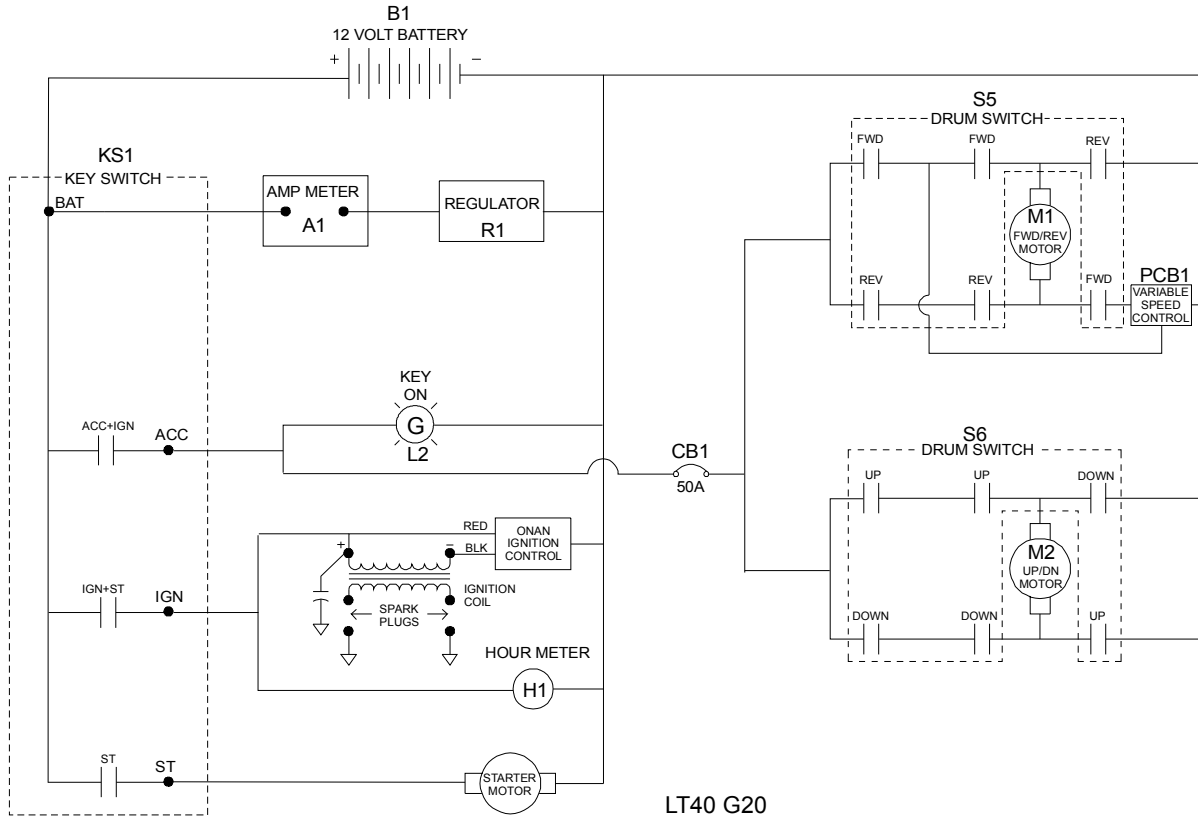 B1
12 VOLT BATTERY
+
−
KS1
KEY SWITCH
BAT
AMP METER
A1
REGULATOR
R1
S5
DRUM SWITCH
FWD
FWD
REV
M1
FWD/REV
MOTOR
REV
REV
FWD
PCB1
VARIABLE
SPEED
CONTROL
KEY
ON
G
L2
ACC+IGN
ACC
CB1
50A
S6
DRUM SWITCH
UP
UP
DOWN
M2
UP/DN
MOTOR
DOWN
DOWN
UP
RED
BLK
ONAN
IGNITION
CONTROL
+
−
IGNITION
COIL
SPARK
PLUGS
IGN+ST
IGN
HOUR METER
H1
ST
ST
STARTER
MOTOR
LT40 G20